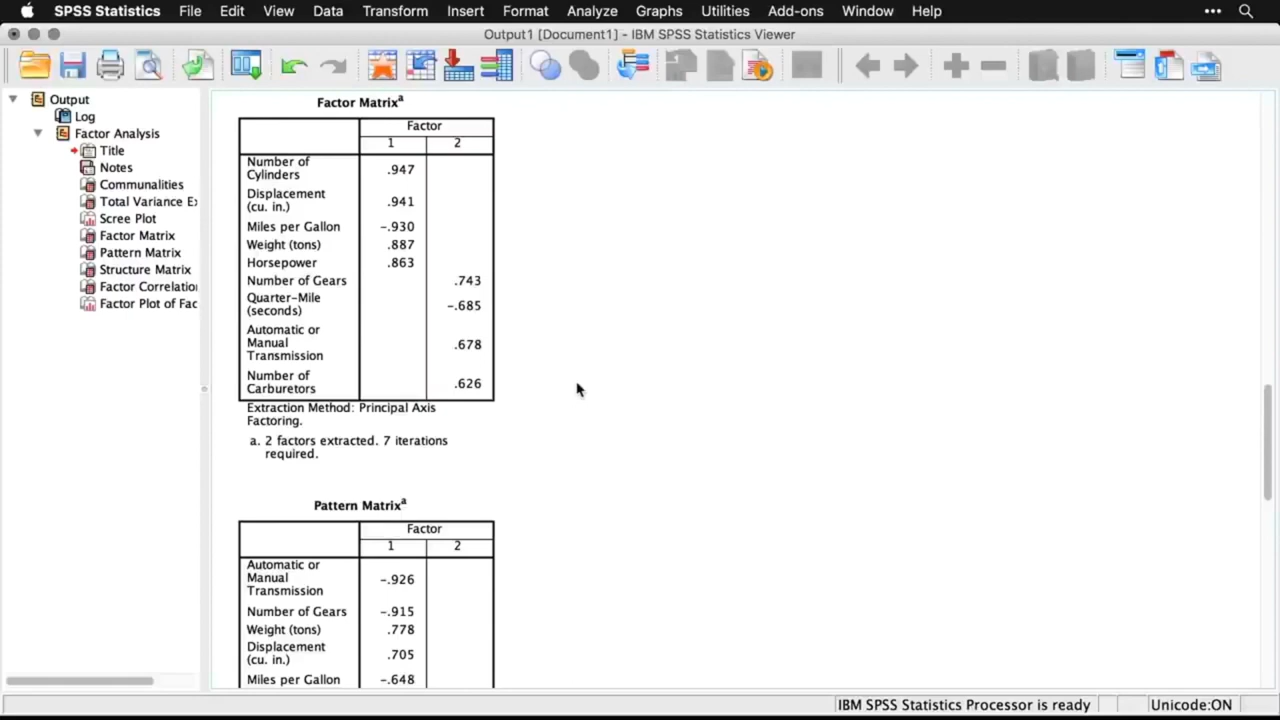 SPSS Statistics File Edit View Data Transform Insert Format Analyze Graphs Utilities Add-ons Window Help
Output1 [Document1] - IBM SPSS Statistics Viewer
Output
Log
Factor Analysis
Title
Notes
Communalities
Total Variance Ex
Scree Plot
Factor Matrix
Pattern Matrix
Structure Matrix
Factor Correlation
Factor Plot of Fac
Factor Matrixa
Factor
1 2
Number of
Cylinders .947
Displacement
(cu. in.) .941
Miles per Gallon -.930
Weight (tons) .887
Horsepower .863
Number of Gears .743
Quarter-Mile
(seconds) -.685
Automatic or
Manual .678
Transmission
Number of
Carburetors .626
Extraction Method: Principal Axis
Factoring.
a. 2 factors extracted. 7 iterations
required.
Pattern Matrixa
Factor
1 2
Automatic or
Manual -.926
Transmission
Number of Gears -.915
Weight (tons) .778
Displacement
(cu. in.) .705
Miles per Gallon -.648
IBM SPSS Statistics Processor is ready Unicode:ON